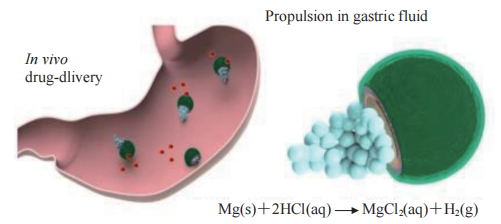 Propulsion in gastric fluid
In vivo
drug-dlivery
Mg(s)+2HCl(aq)⟶MgCl₂(aq)+H₂(g)